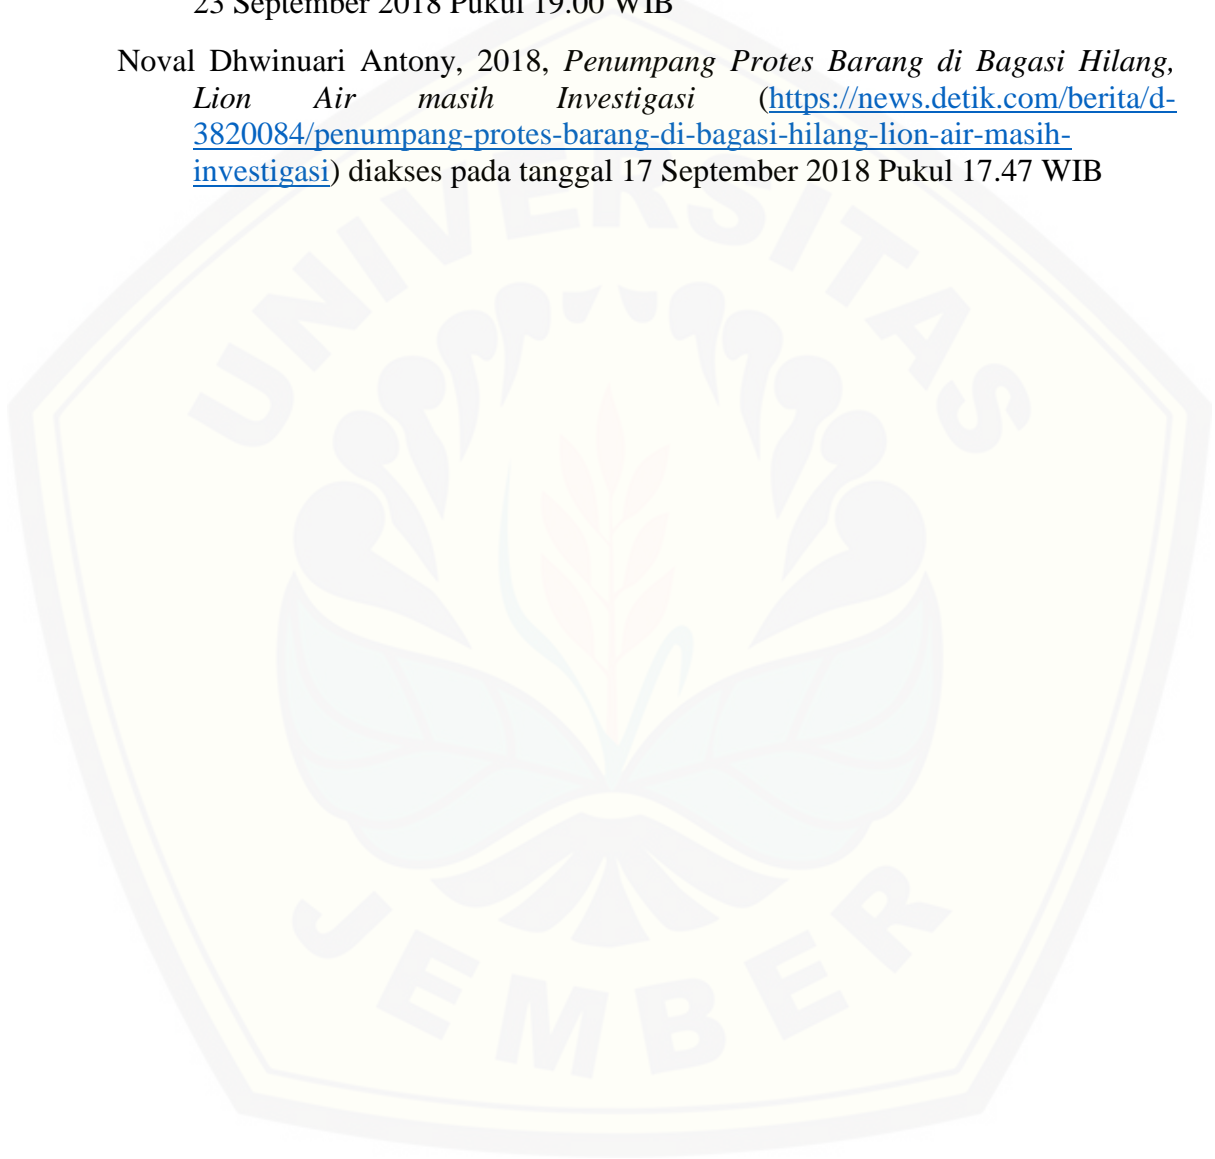 23 September 2018 Pukul 19.00 WIB
Noval Dhwinuari Antony, 2018, Penumpang Protes Barang di Bagasi Hilang,
Lion Air masih Investigasi (https://news.detik.com/berita/d-
3820084/penumpang-protes-barang-di-bagasi-hilang-lion-air-masih-
investigasi) diakses pada tanggal 17 September 2018 Pukul 17.47 WIB
UNIVERSITAS
JEMBER